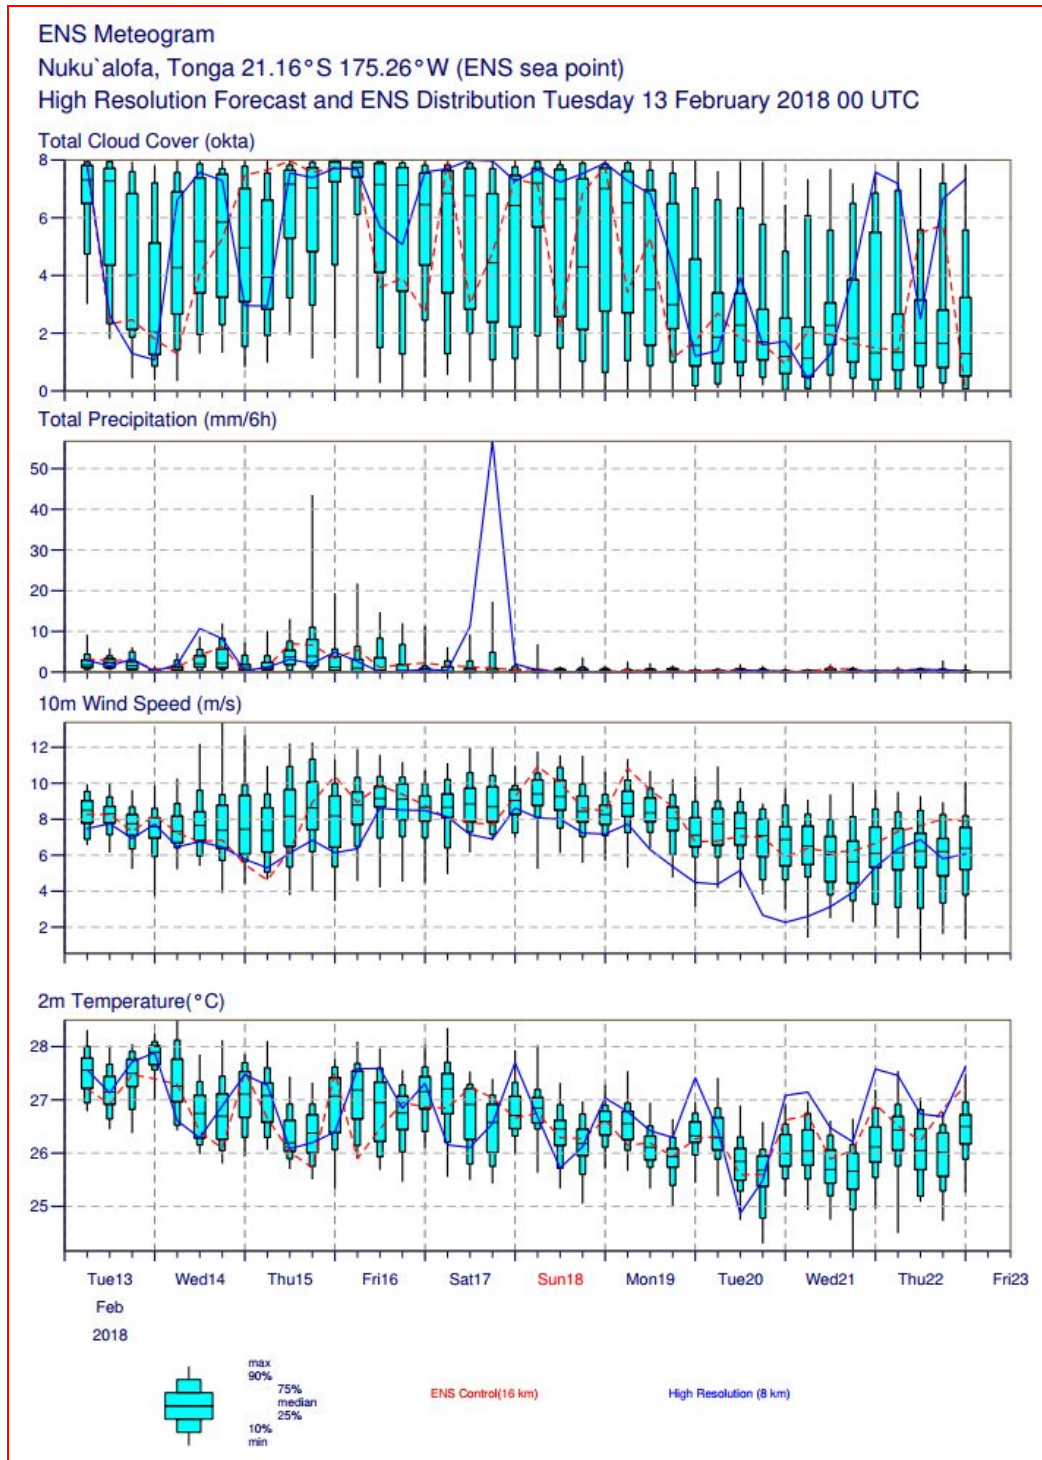 ENS Meteogram
Nuku`alofa, Tonga 21.16°S 175.26°W (ENS sea point)
High Resolution Forecast and ENS Distribution Tuesday 13 February 2018 00 UTC
Total Cloud Cover (okta)
8
6
4
2
0
Total Precipitation (mm/6h)
50
40
30
20
10
0
10m Wind Speed (m/s)
12
10
8
6
4
2
2m Temperature(°C)
28
27
26
25
Tue13 Wed14 Thu15 Fri16 Sat17 Sun18 Mon19 Tue20 Wed21 Thu22 Fri23
Feb
2018
max
90%
75%
median
25%
10%
min
ENS Control(16 km)
High Resolution (8 km)